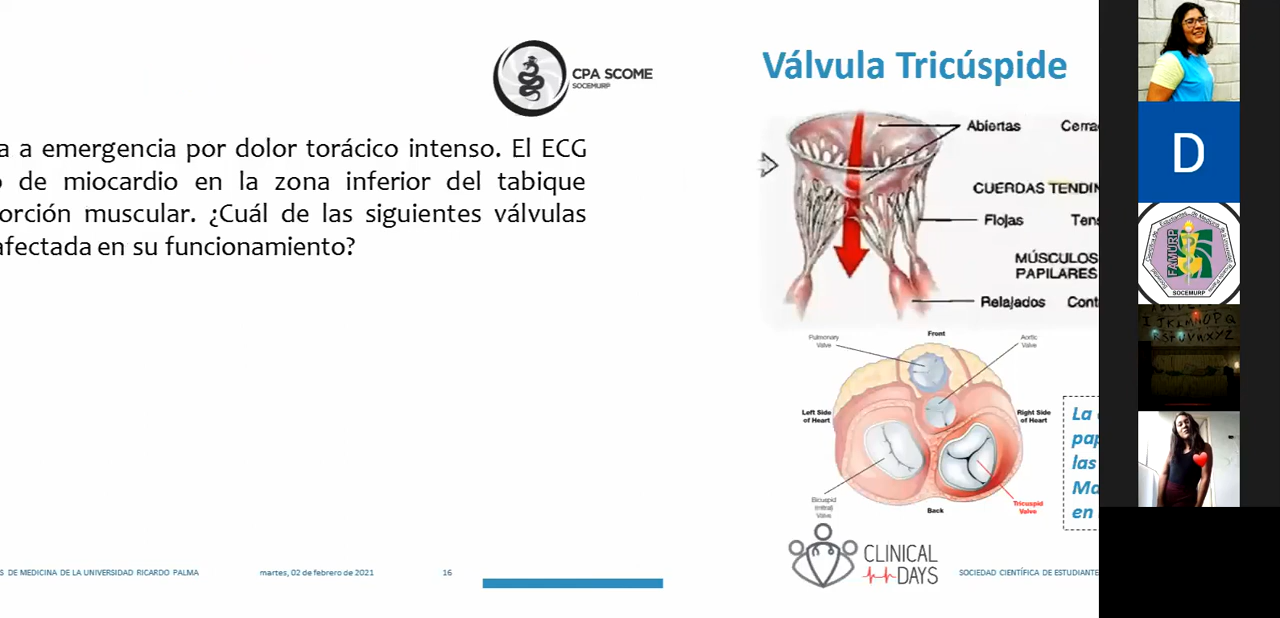 CPA SCOME
SOCEMURP
a a emergencia por dolor torácico intenso. El ECG
o de miocardio en la zona inferior del tabique
orción muscular. ¿Cuál de las siguientes válvulas
afectada en su funcionamiento?
S DE MEDICINA DE LA UNIVERSIDAD RICARDO PALMA
martes, 02 de febrero de 2021
16
Válvula Tricúspide
Abiertas Cerra
CUERDAS TENDIN
Flojas Tens
MÚSCULOS
PAPILARES
Relajados Cont
Front
Pulmonary
Valve
Aortic
Valve
Left Side
of Heart
Right Side
of Heart
Bicuspid
(mitral)
Valve
Back
Tricuspid
Valve
La
pap
las
Ma
en
CLINICAL
DAYS
SOCIEDAD CIENTÍFICA DE ESTUDIANTE
D
FAMURP
SOCEMURP